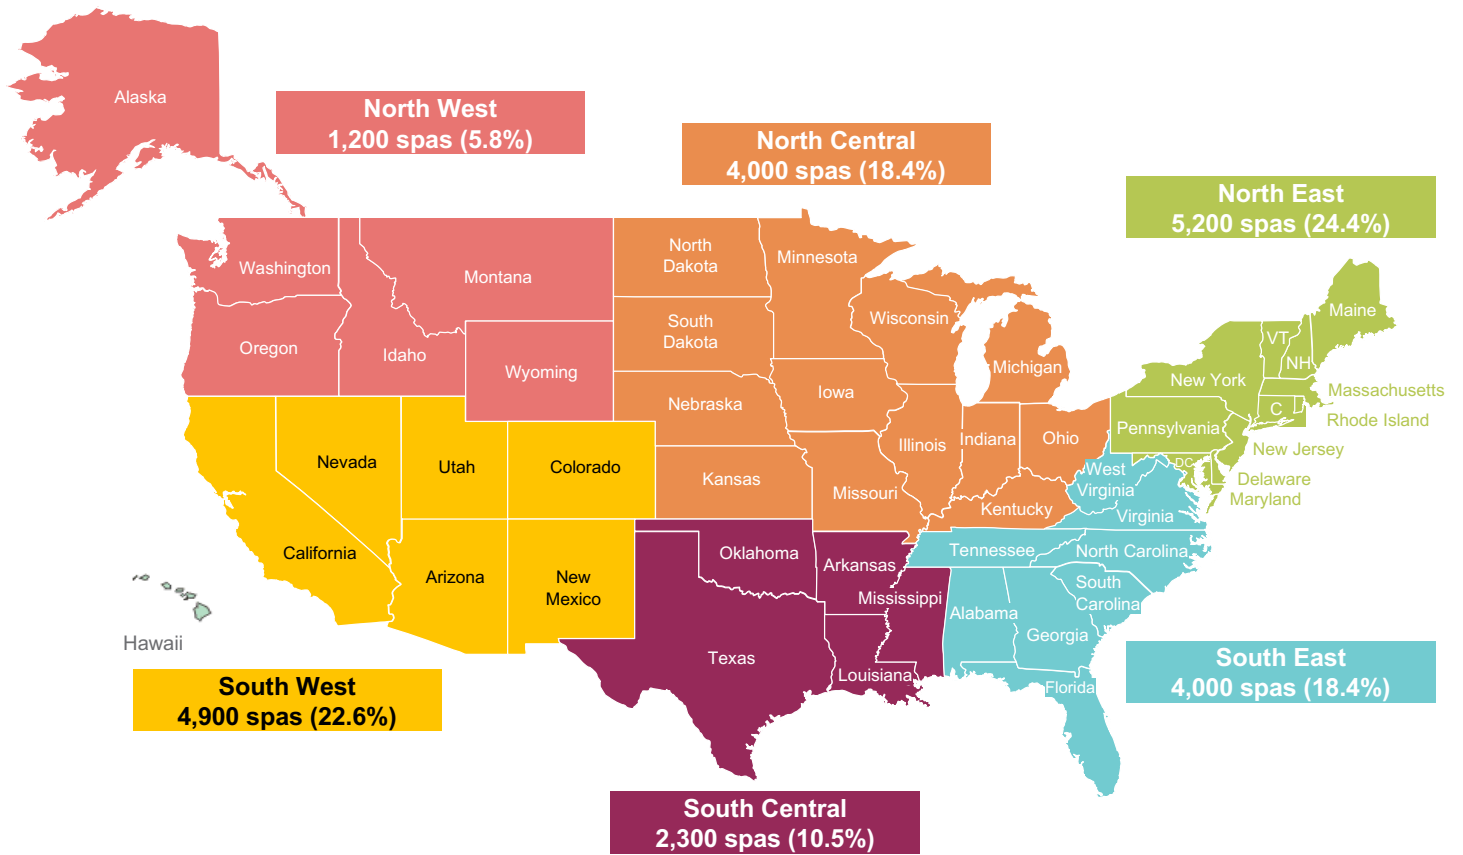 Alaska
North West
1,200 spas (5.8%)
North Central
4,000 spas (18.4%)
North East
5,200 spas (24.4%)
Washington
Montana
North
Dakota
Minnesota
Oregon
Idaho
Wyoming
South
Dakota
Wisconsin
Michigan
Maine
VT
NH
New York
Massachusetts
Rhode Island
C
Nebraska
Iowa
Illinois
Indiana
Ohio
Pennsylvania
New Jersey
Delaware
Maryland
DC
Nevada
Utah
Colorado
Kansas
Missouri
Kentucky
West
Virginia
Virginia
California
Arizona
New
Mexico
Oklahoma
Arkansas
Tennessee
North Carolina
South
Carolina
Mississippi
Alabama
Georgia
Texas
Louisiana
Florida
Hawaii
South West
4,900 spas (22.6%)
South East
4,000 spas (18.4%)
South Central
2,300 spas (10.5%)